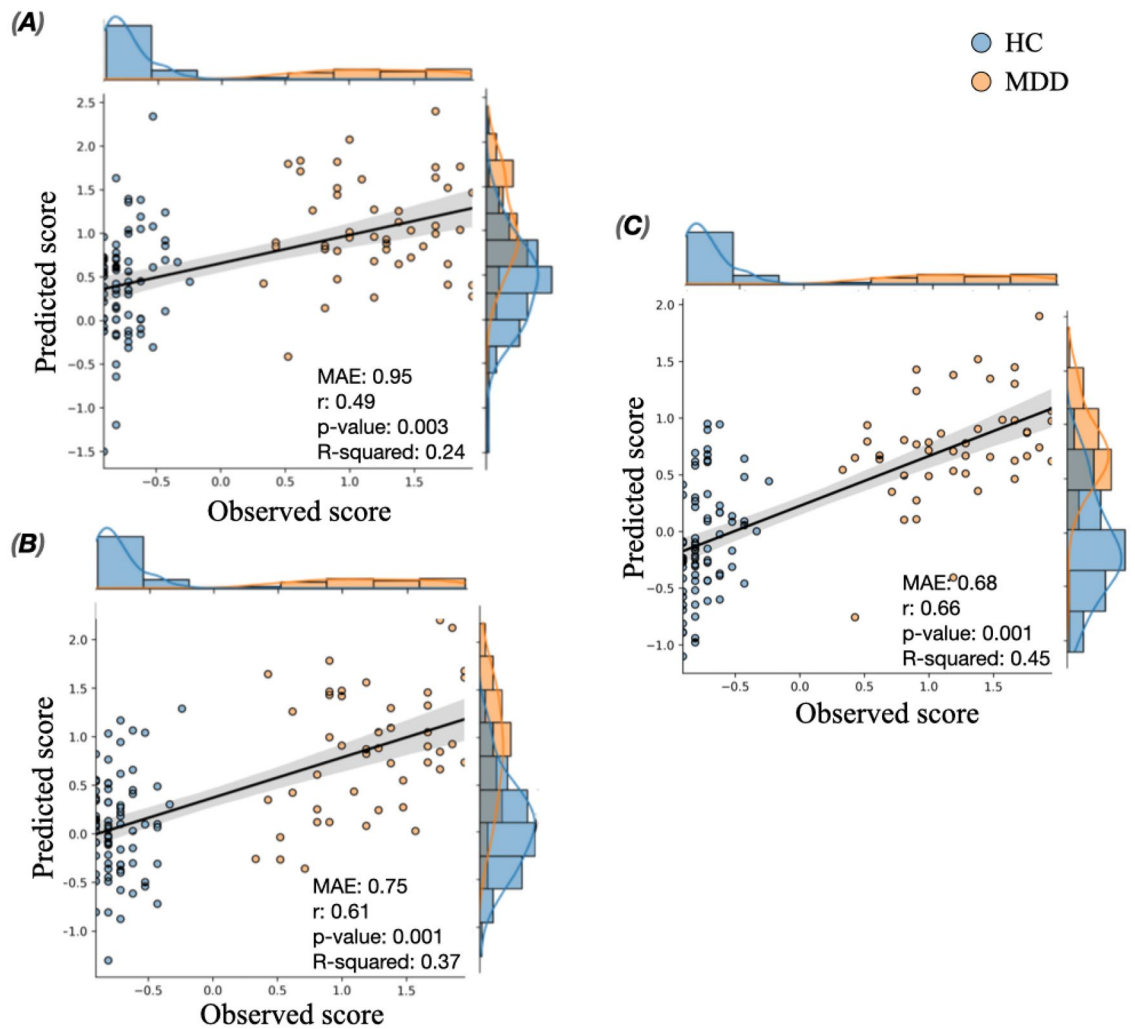 (A)
HC
MDD
2.5
2.0
1.5
1.0
0.5
0.0
−0.5
−1.0
−1.5
Predicted score
MAE: 0.95
r: 0.49
p-value: 0.003
R-squared: 0.24
−0.5
0.0
0.5
1.0
1.5
Observed score
(B)
2.0
1.5
1.0
0.5
0.0
−0.5
−1.0
Predicted score
MAE: 0.75
r: 0.61
p-value: 0.001
R-squared: 0.37
−0.5
0.0
0.5
1.0
1.5
Observed score
(C)
2.0
1.5
1.0
0.5
0.0
−0.5
−1.0
Predicted score
MAE: 0.68
r: 0.66
p-value: 0.001
R-squared: 0.45
−0.5
0.0
0.5
1.0
1.5
Observed score